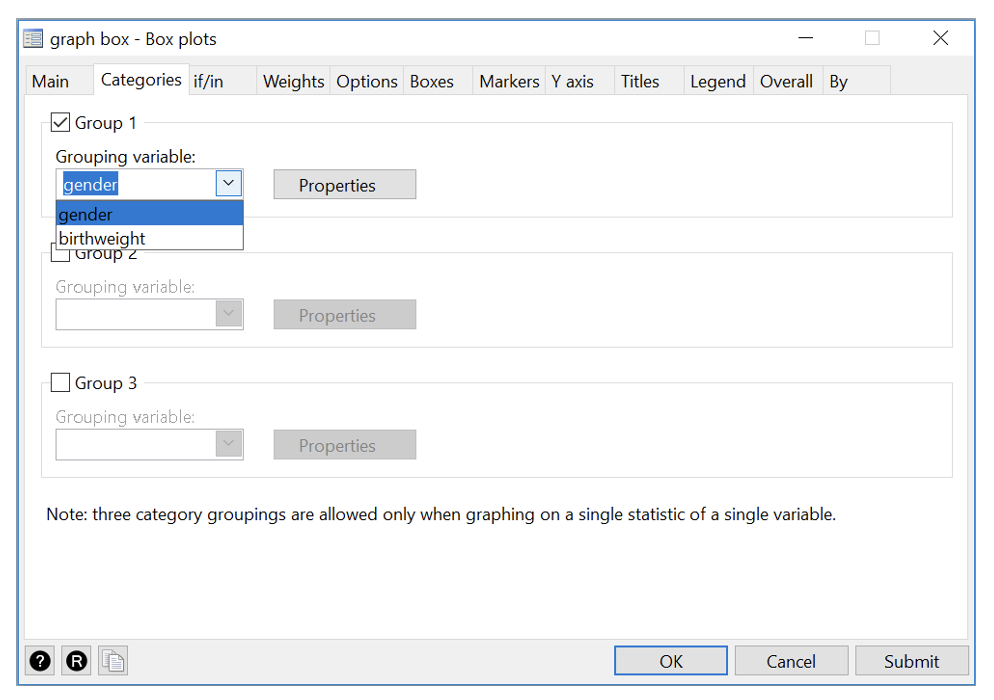 graph box - Box plots
Main Categories if/in Weights Options Boxes Markers Y axis Titles Legend Overall By
Group 1
Grouping variable:
gender
Properties
gender
birthweight
Group 2
Grouping variable:
Properties
Group 3
Grouping variable:
Properties
Note: three category groupings are allowed only when graphing on a single statistic of a single variable.
? R OK Cancel Submit